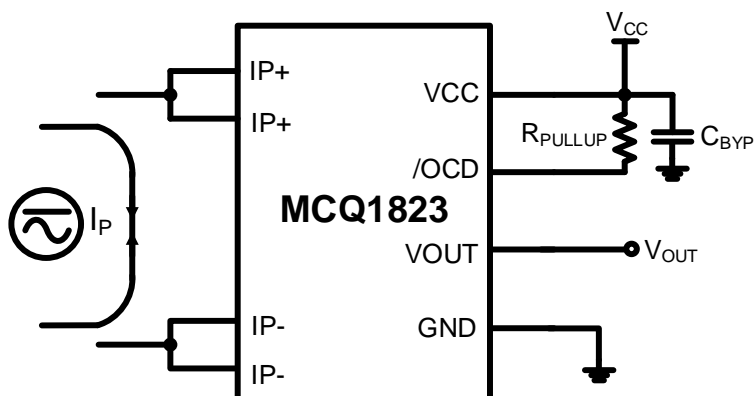 V_CC
IP+
VCC
IP+
R_PULLUP
C_BYP
/OCD
MCQ1823
I_P
VOUT
V_OUT
IP-
GND
IP-